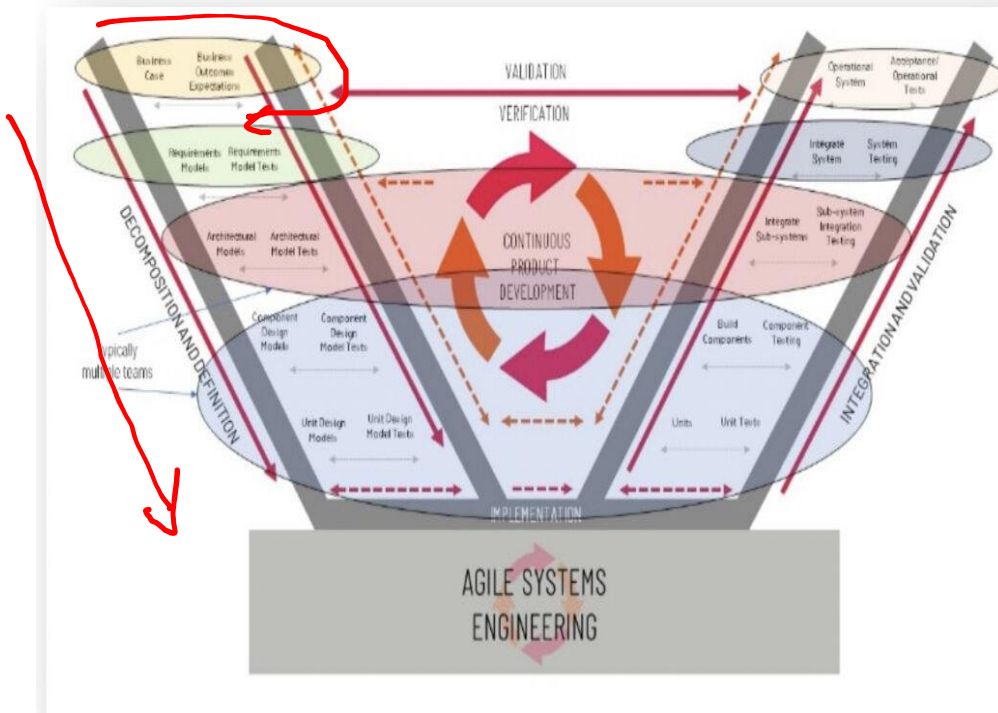 Business
Case
Business
Outcomes
Expectations
VALIDATION
VERIFICATION
Operational
System
Acceptance/
Operational
Tests
Requirements
Models
Requirements
Model Tests
Integrate
System
System
Testing
Architectural
Models
Architectural
Model Tests
CONTINUOUS
PRODUCT
DEVELOPMENT
Integrate
Sub-systems
Sub-system
Integration
Testing
DECOMPOSITION AND DEFINITION
INTEGRATION AND VALIDATION
Typically
multiple teams
Component
Design
Models
Component
Design
Model Tests
Build
Components
Component
Testing
Unit Design
Models
Unit Design
Model Tests
Units
Unit Tests
IMPLEMENTATION
AGILE SYSTEMS
ENGINEERING